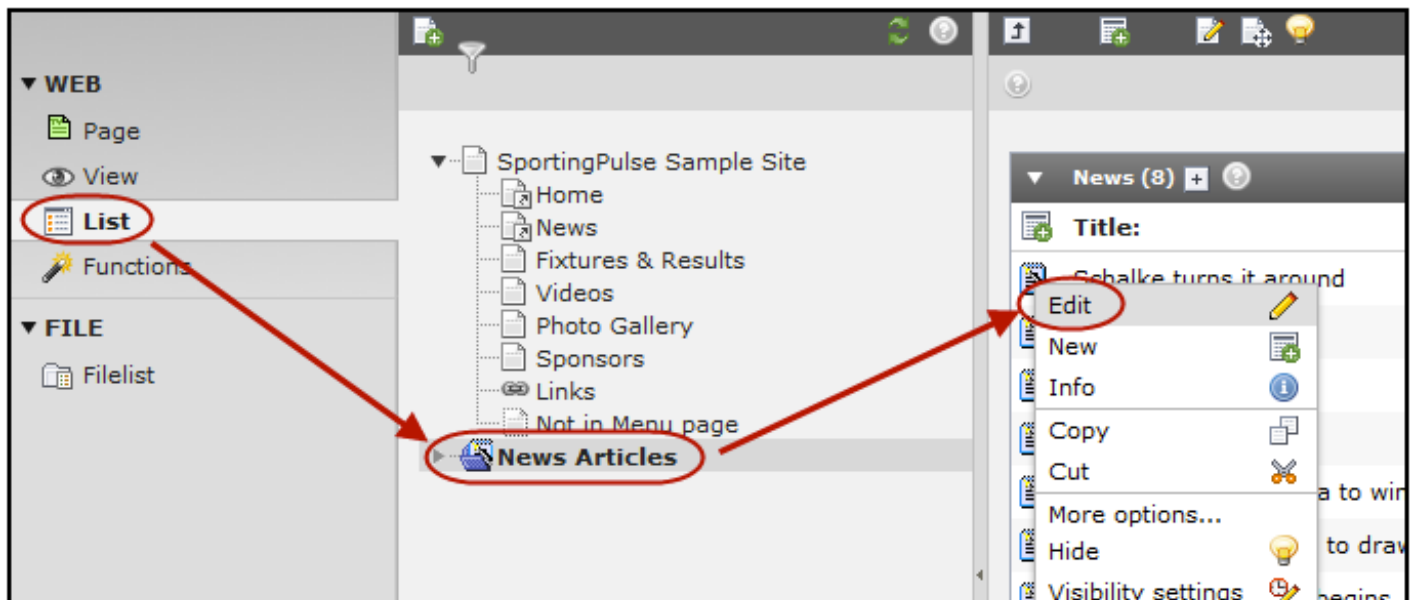 WEB
Page
View
List
Functions
FILE
Filelist
SportingPulse Sample Site
Home
News
Fixtures & Results
Videos
Photo Gallery
Sponsors
Links
Not in Menu page
News Articles
News (8)
Title:
Schalke turns it around
Edit
New
Info
Copy
Cut
a to win
More options...
Hide
to draw
Visibility settings
begins